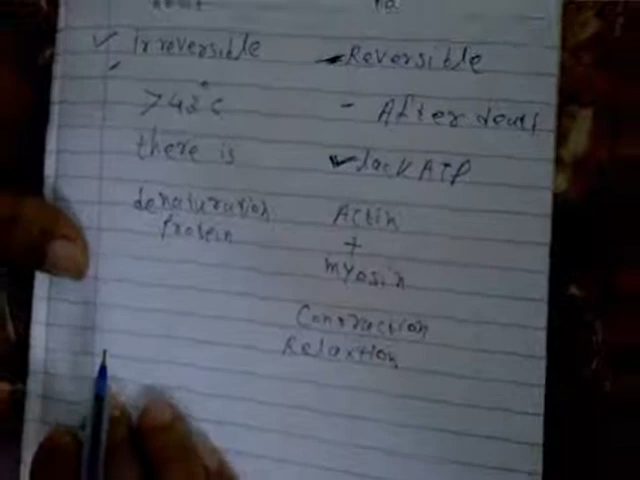 ✓ Irreversible
- Reversible
>42°c
- After death
there is
✓ lack ATP
denaturation
protein
Actin
+
myosin
Contraction
Relaxtion